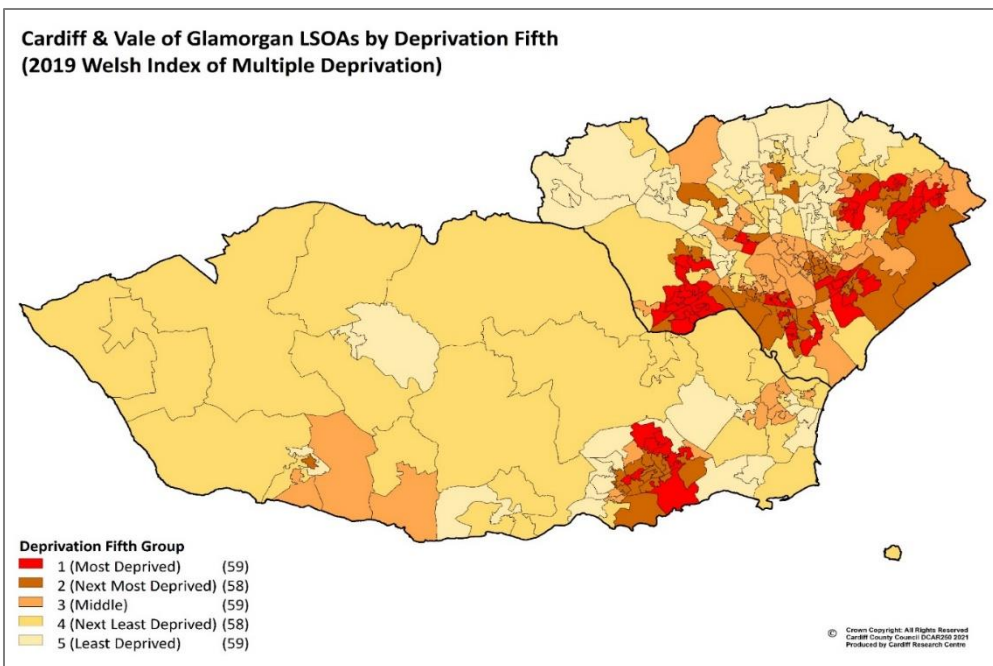 Cardiff & Vale of Glamorgan LSOAs by Deprivation Fifth
(2019 Welsh Index of Multiple Deprivation)
Deprivation Fifth Group
1 (Most Deprived) (59)
2 (Next Most Deprived) (58)
3 (Middle) (59)
4 (Next Least Deprived) (58)
5 (Least Deprived) (59)
© Crown Copyright: All Rights Reserved
Cardiff County Council DCAR250 2021
Produced by Cardiff Research Centre